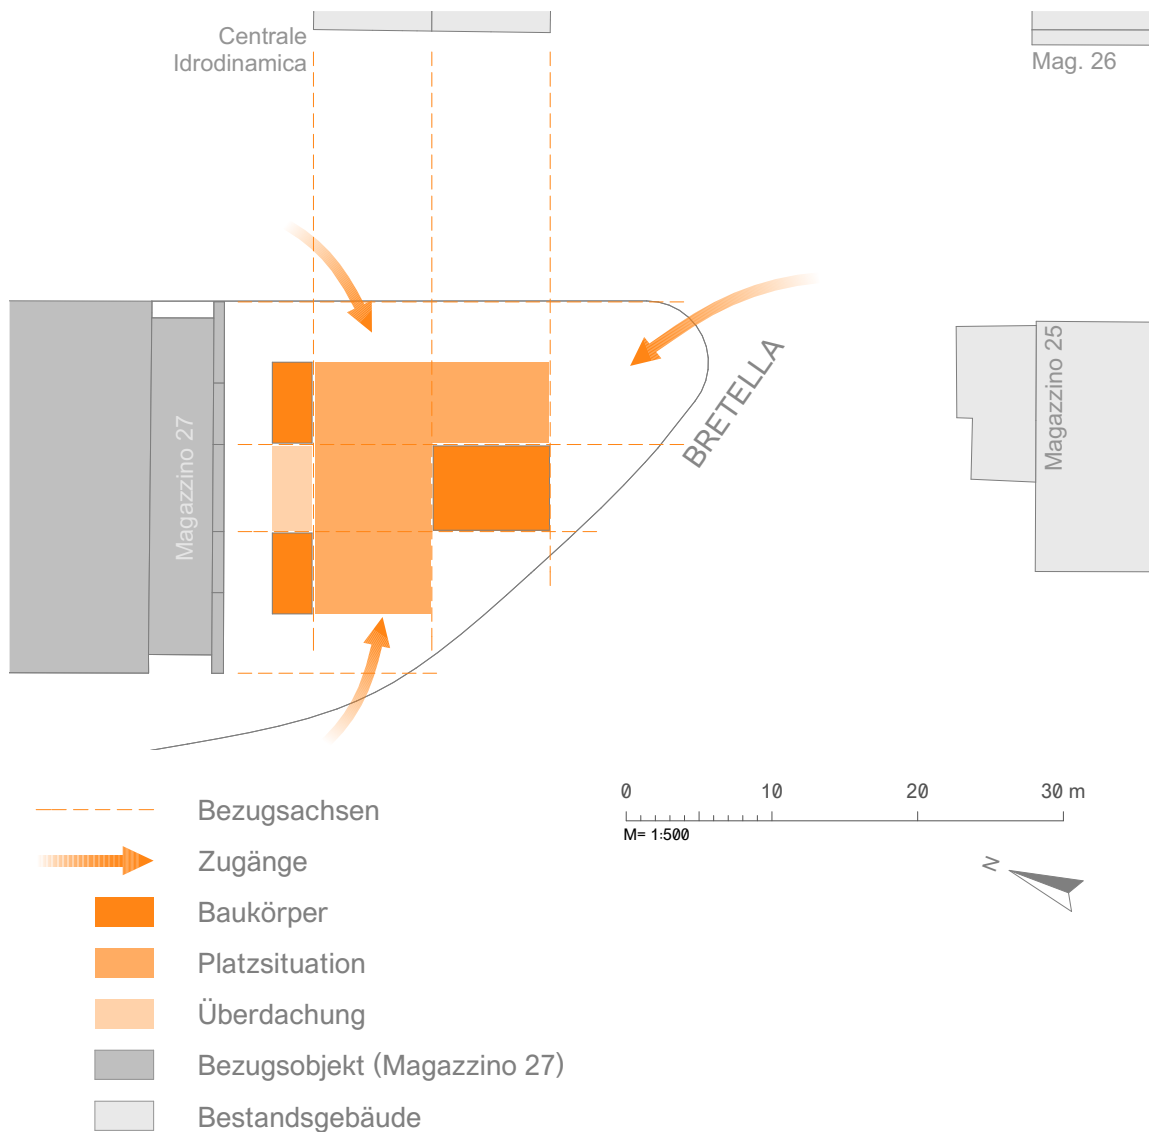 Centrale
Idrodinamica
Mag. 26
Magazzino 27
BRETELLA
Magazzino 25
Bezugsachsen
Zugänge
Baukörper
Platzsituation
Überdachung
Bezugsobjekt (Magazzino 27)
Bestandsgebäude
0 10 20 30 m
M= 1:500
N